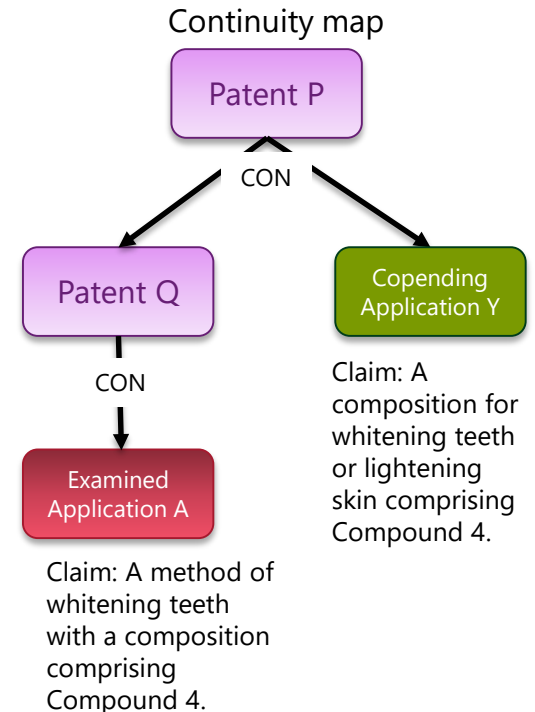 Continuity map
Patent P
CON
Patent Q
Copending
Application Y
CON
Claim: A
composition for
whitening teeth
or lightening
skin comprising
Compound 4.
Examined
Application A
Claim: A method of
whitening teeth
with a composition
comprising
Compound 4.